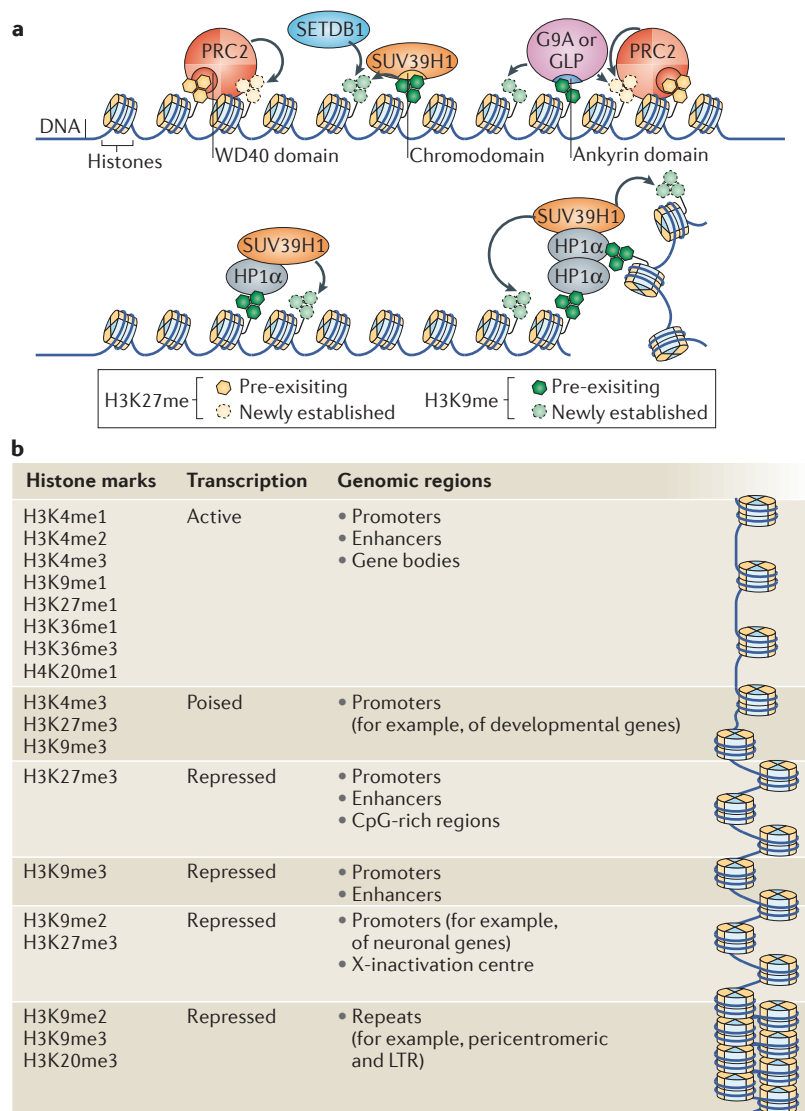 a
SETDB1
PRC2
SUV39H1
G9A or
GLP
PRC2
DNA
Histones
WD40 domain
Chromodomain
Ankyrin domain
SUV39H1
HP1α
SUV39H1
HP1α
HP1α
H3K27me
Pre-exisiting
Newly established
H3K9me
Pre-exisiting
Newly established
b
Histone marks Transcription Genomic regions
H3K4me1 Active • Promoters
H3K4me2 • Enhancers
H3K4me3 • Gene bodies
H3K9me1
H3K27me1
H3K36me1
H3K36me3
H4K20me1
H3K4me3 Poised • Promoters
H3K27me3 (for example, of developmental genes)
H3K9me3
H3K27me3 Repressed • Promoters
• Enhancers
• CpG-rich regions
H3K9me3 Repressed • Promoters
• Enhancers
H3K9me2 Repressed • Promoters (for example,
H3K27me3 of neuronal genes)
• X-inactivation centre
H3K9me2 Repressed • Repeats
H3K9me3 (for example, pericentromeric
H3K20me3 and LTR)